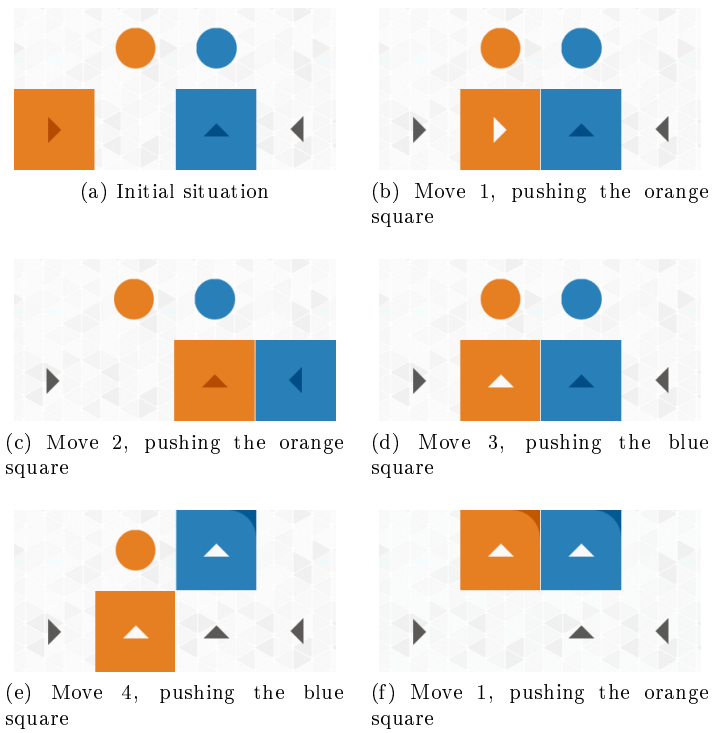 (a) Initial situation
(b) Move 1, pushing the orange
square
(c) Move 2, pushing the orange
square
(d) Move 3, pushing the blue
square
(e) Move 4, pushing the blue
square
(f) Move 1, pushing the orange
square